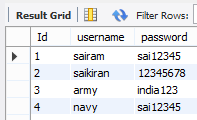 Result Grid Filter Rows:
Id username password
1 sairam sai12345
2 saikiran 12345678
3 army india123
4 navy sai12345